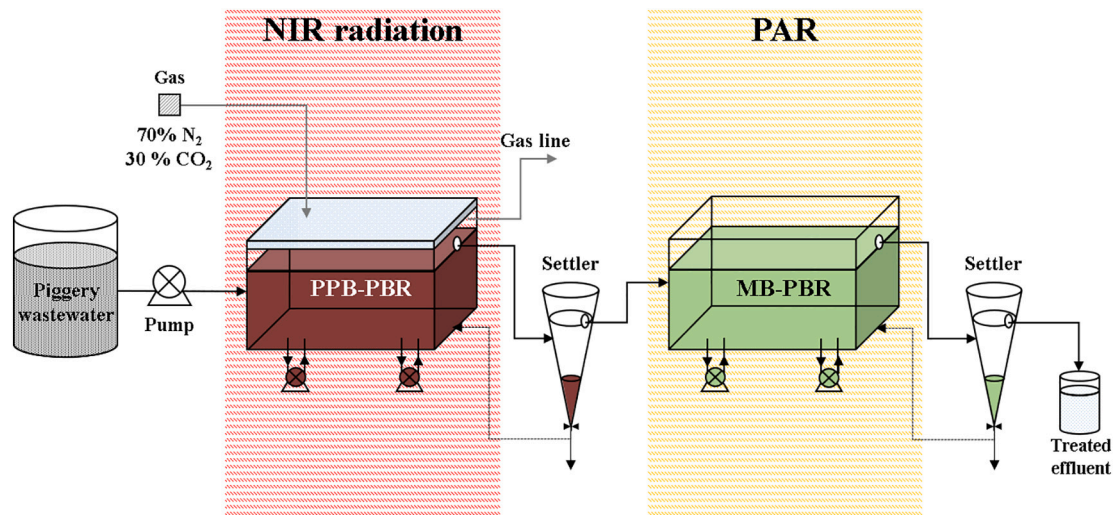 NIR radiation
PAR
Gas
70% N₂
30 % CO₂
Gas line
Piggery
wastewater
Pump
PPB-PBR
Settler
MB-PBR
Settler
Treated
effluent